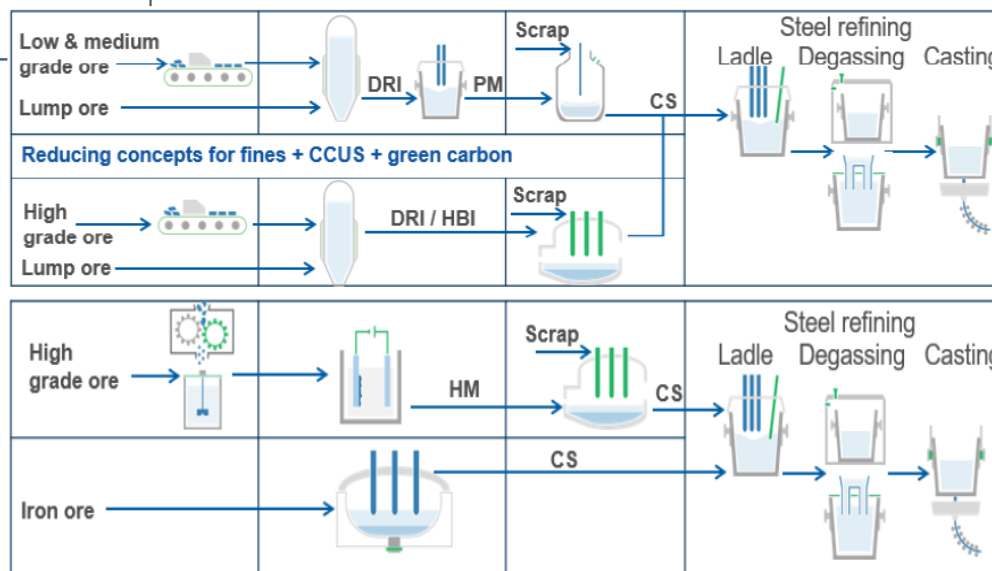 Low & medium
grade ore
Lump ore
DRI
PM
Scrap
CS
Steel refining
Ladle Degassing Casting
Reducing concepts for fines + CCUS + green carbon
High
grade ore
Lump ore
DRI / HBI
Scrap
High
grade ore
HM
Scrap
CS
Steel refining
Ladle Degassing Casting
Iron ore
CS